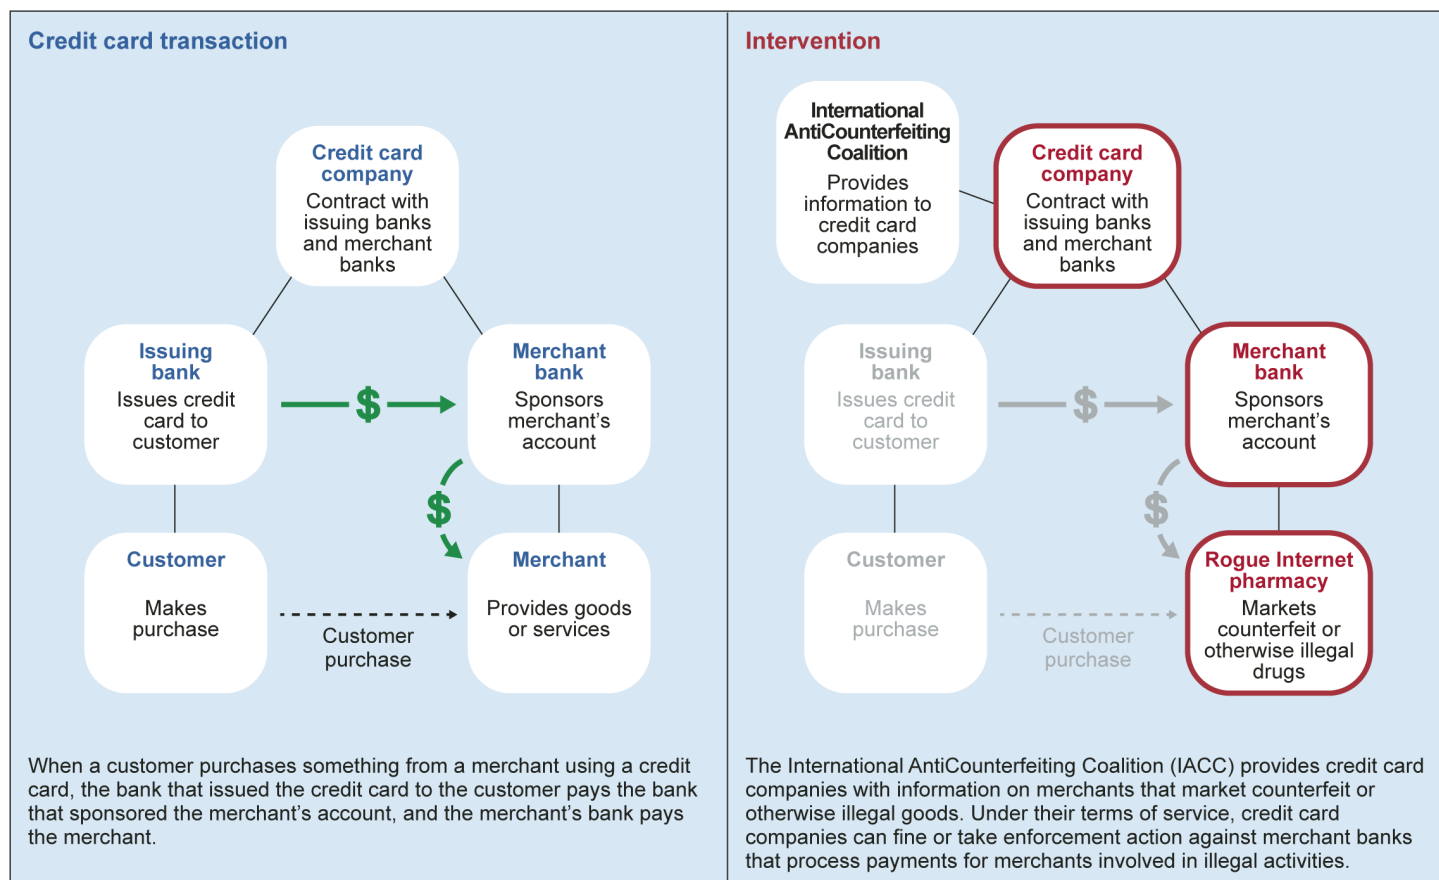 Credit card transaction
Credit card
company
Contract with
issuing banks
and merchant
banks
Issuing
bank
Issues credit
card to
customer
$
Merchant
bank
Sponsors
merchant’s
account
$
Customer
Makes
purchase
Customer
purchase
Merchant
Provides goods
or services
When a customer purchases something from a merchant using a credit
card, the bank that issued the credit card to the customer pays the bank
that sponsored the merchant’s account, and the merchant’s bank pays
the merchant.
Intervention
International
AntiCounterfeiting
Coalition
Provides
information to
credit card
companies
Credit card
company
Contract with
issuing banks
and merchant
banks
Issuing
bank
Issues credit
card to
customer
$
Merchant
bank
Sponsors
merchant’s
account
$
Customer
Makes
purchase
Customer
purchase
Rogue Internet
pharmacy
Markets
counterfeit or
otherwise illegal
drugs
The International AntiCounterfeiting Coalition (IACC) provides credit card
companies with information on merchants that market counterfeit or
otherwise illegal goods. Under their terms of service, credit card
companies can fine or take enforcement action against merchant banks
that process payments for merchants involved in illegal activities.